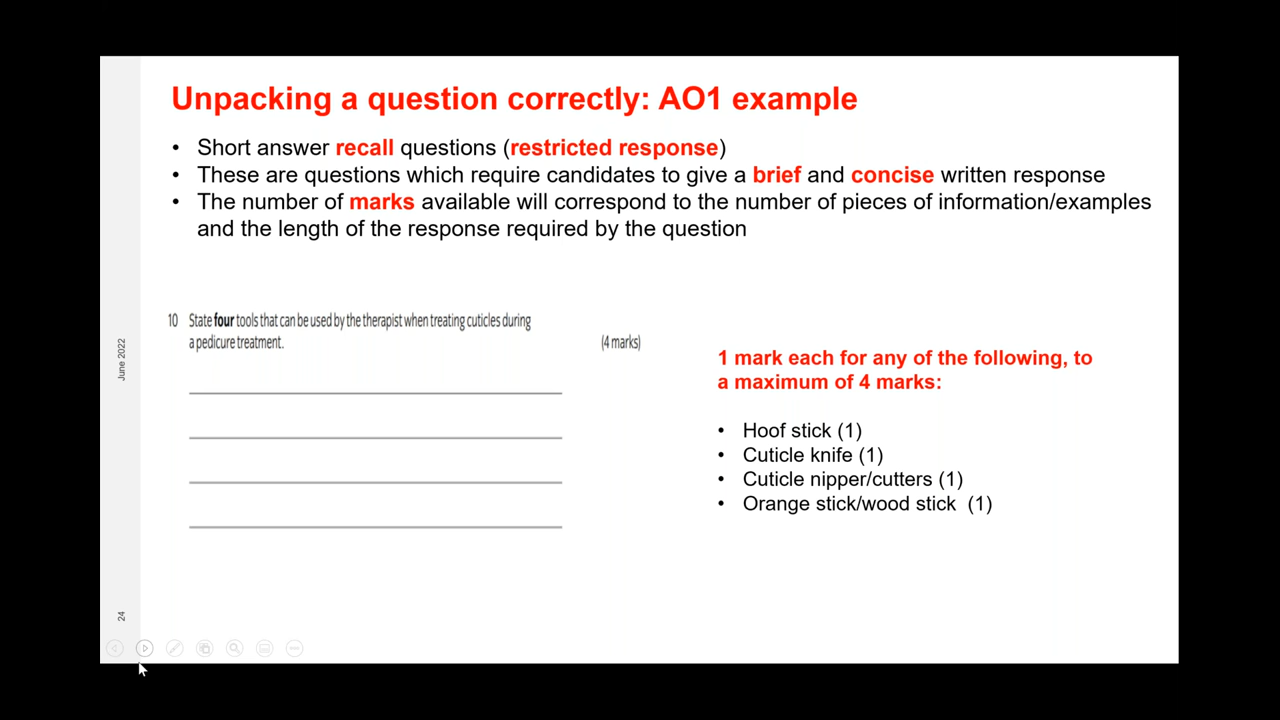 Unpacking a question correctly: AO1 example
• Short answer recall questions (restricted response)
• These are questions which require candidates to give a brief and concise written response
• The number of marks available will correspond to the number of pieces of information/examples
and the length of the response required by the question
10 State four tools that can be used by the therapist when treating cuticles during
a pedicure treatment.
(4 marks)
1 mark each for any of the following, to
a maximum of 4 marks:
• Hoof stick (1)
• Cuticle knife (1)
• Cuticle nipper/cutters (1)
• Orange stick/wood stick (1)
June 2022
24